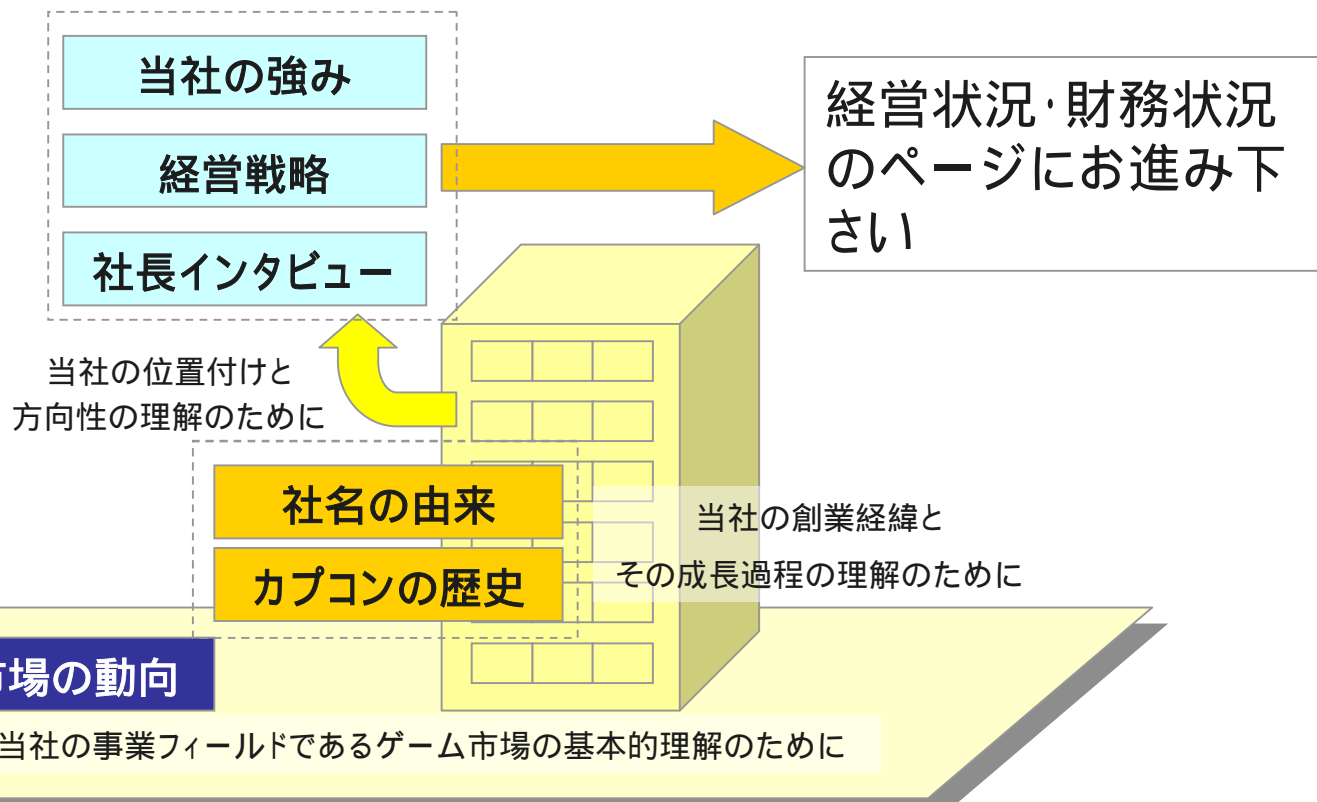 当社の強み
経営戦略
社長インタビュー
経営状況・財務状況
のページにお進み下
さい
当社の位置付けと
方向性の理解のために
社名の由来
カプコンの歴史
当社の創業経緯と
その成長過程の理解のために
市場の動向
当社の事業フィールドであるゲーム市場の基本的理解のために